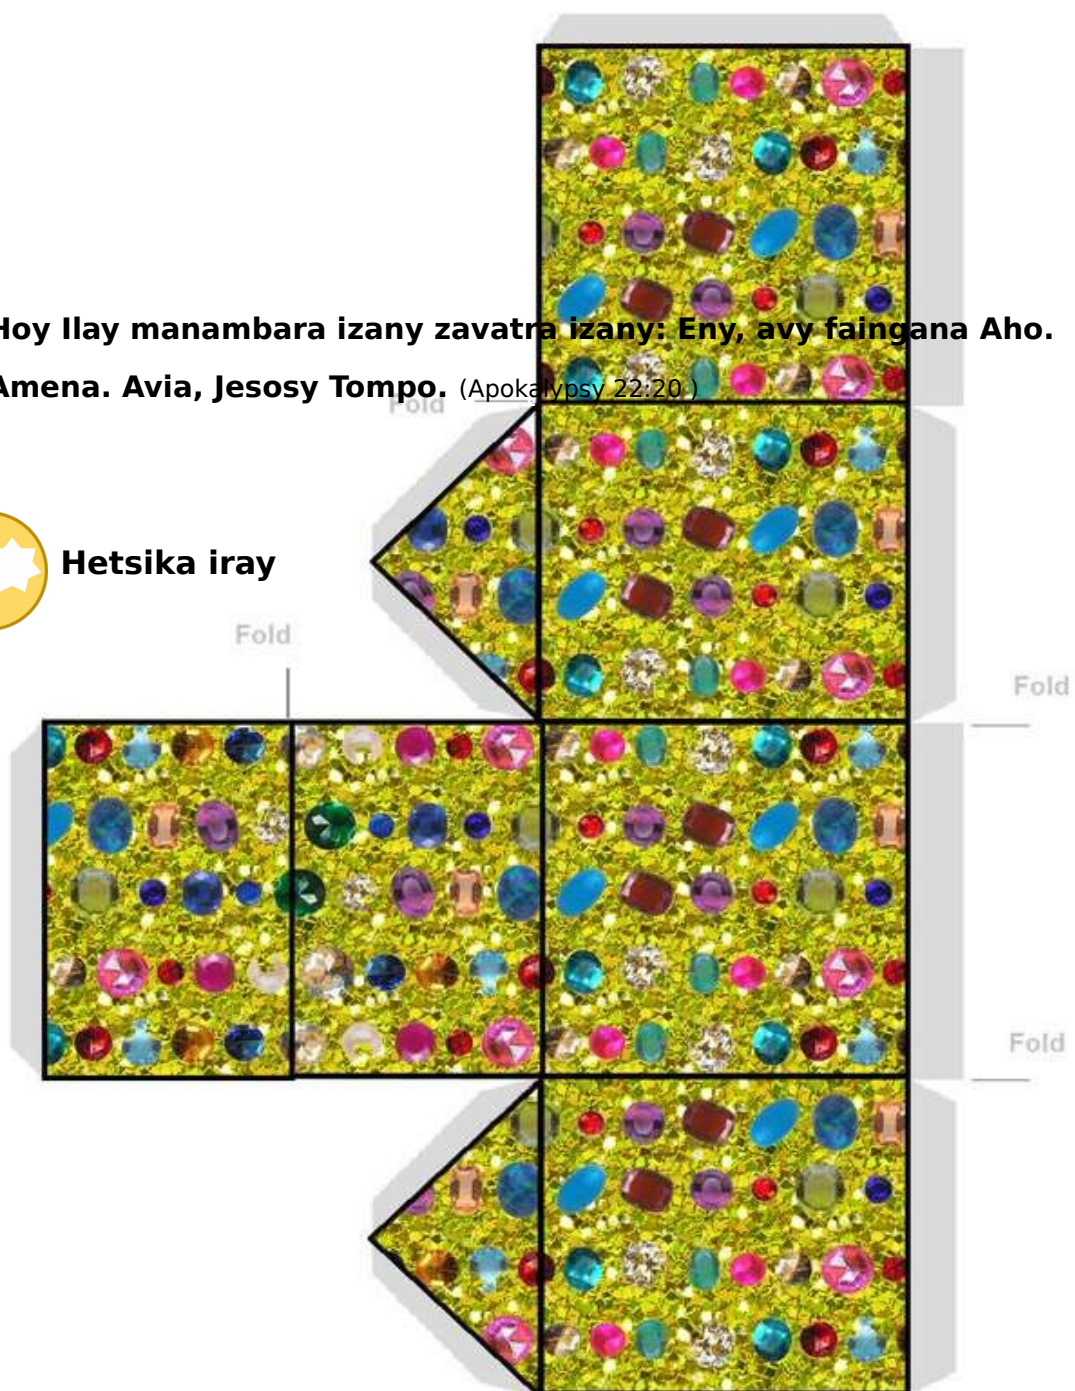 Hoy Ilay manambara izany zavatra izany: Eny, avy faingana Aho.
Amena. Avia, Jesosy Tompo. (Apokalypsy 22:20 )
Fold
Hetsika iray
Fold
Fold
Fold